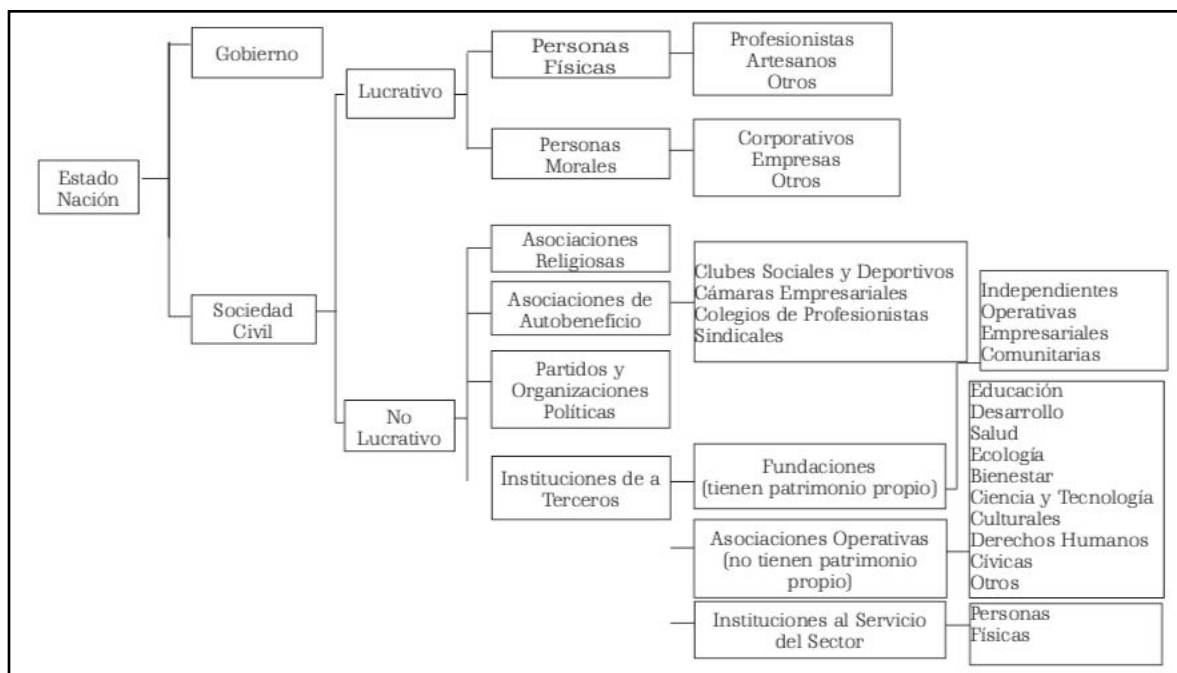 Estado
Nación
Gobierno
Sociedad
Civil
Lucrativo
No
Lucrativo
Personas
Físicas
Profesionistas
Artesanos
Otros
Personas
Morales
Corporativos
Empresas
Otros
Asociaciones
Religiosas
Asociaciones de
Autobeneficio
Clubes Sociales y Deportivos
Cámaras Empresariales
Colegios de Profesionistas
Sindicales
Partidos y
Organizaciones
Políticas
Instituciones de a
Terceros
Fundaciones
(tienen patrimonio propio)
Independientes
Operativas
Empresariales
Comunitarias
Asociaciones Operativas
(no tienen patrimonio
propio)
Educación
Desarrollo
Salud
Ecología
Bienestar
Ciencia y Tecnología
Culturales
Derechos Humanos
Cívicas
Otros
Instituciones al Servicio
del Sector
Personas
Físicas